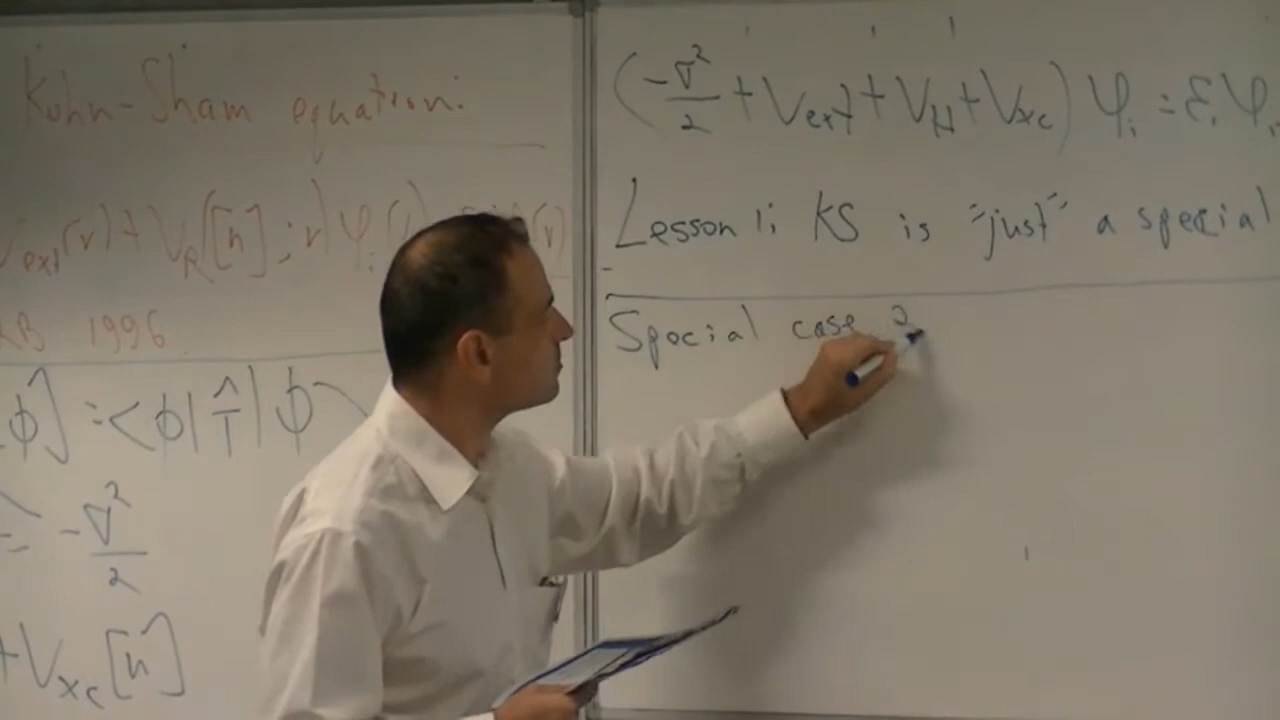 Kohn-Sham equation.
V_ext(r) + V_R([n];r) φ_i(r)
1996
φ] = <φ|T̂|φ
= -∇²/2
+V_xc[n]
(-∇²/2 + V_ext + V_H + V_xc) φ_i = ε_i φ_i
Lesson 1: KS is "just" a special
Special case 2